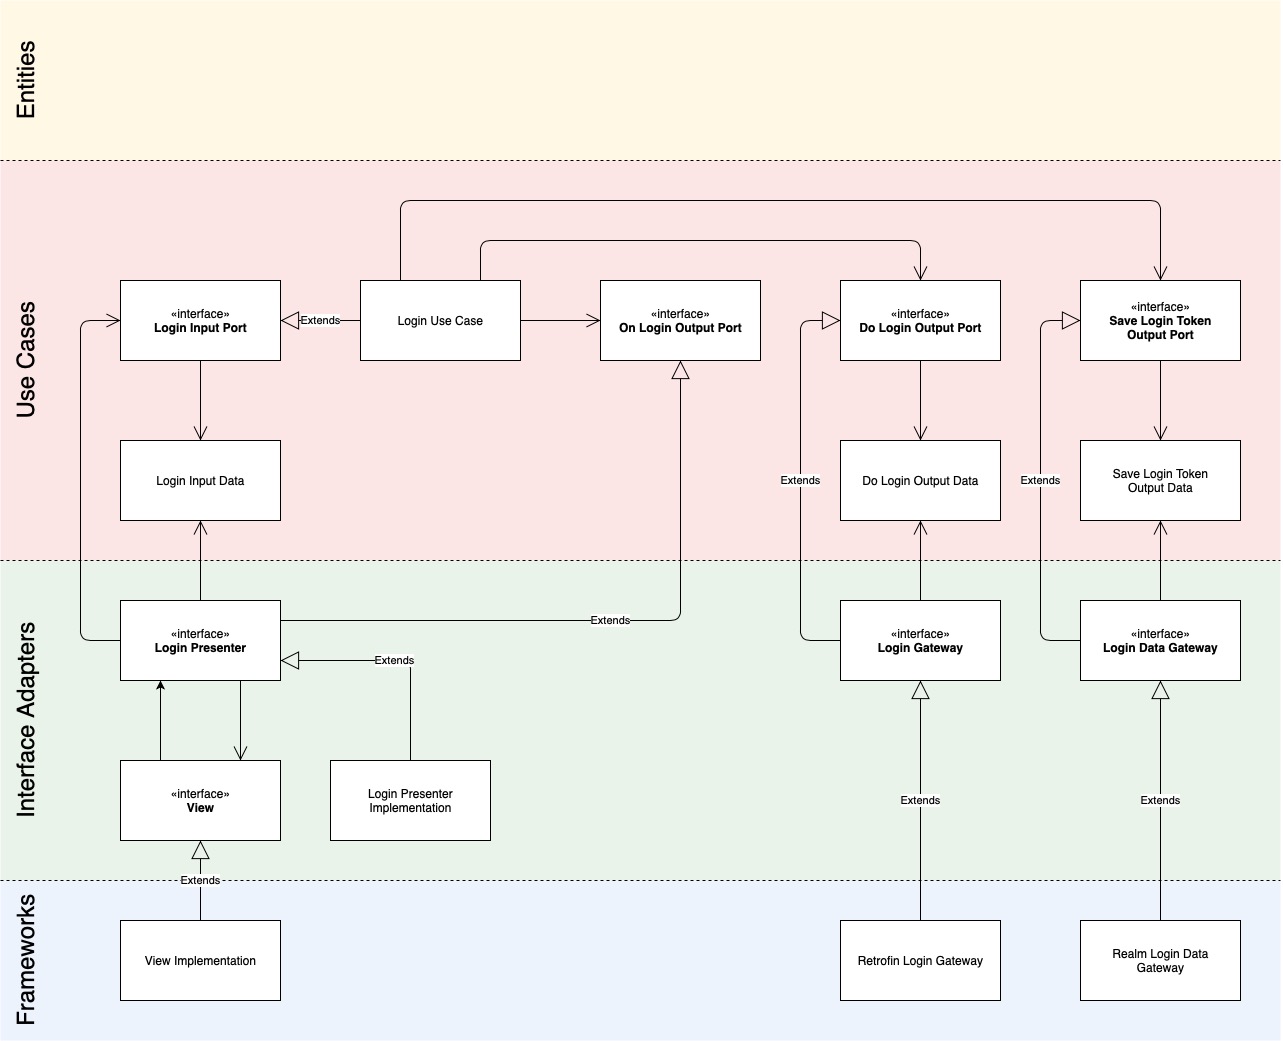 Entities
Use Cases
«interface»
Login Input Port
Extends
Login Use Case
«interface»
On Login Output Port
«interface»
Do Login Output Port
«interface»
Save Login Token
Output Port
Login Input Data
Extends
Do Login Output Data
Extends
Save Login Token
Output Data
Interface Adapters
«interface»
Login Presenter
Extends
Extends
«interface»
Login Gateway
«interface»
Login Data Gateway
«interface»
View
Login Presenter
Implementation
Extends
Extends
Extends
Frameworks
View Implementation
Retrofin Login Gateway
Realm Login Data
Gateway